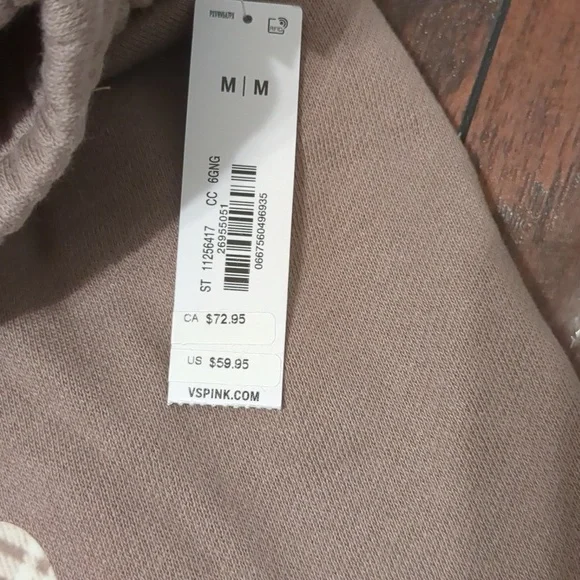 M | M
ST 11256417 CC 6GNG
26955051
0667560496935
CA $72.95
US $59.95
VSPINK.COM